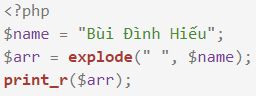 <?php
$name = "Bùi Đình Hiếu";
$arr = explode(" ", $name);
print_r($arr);